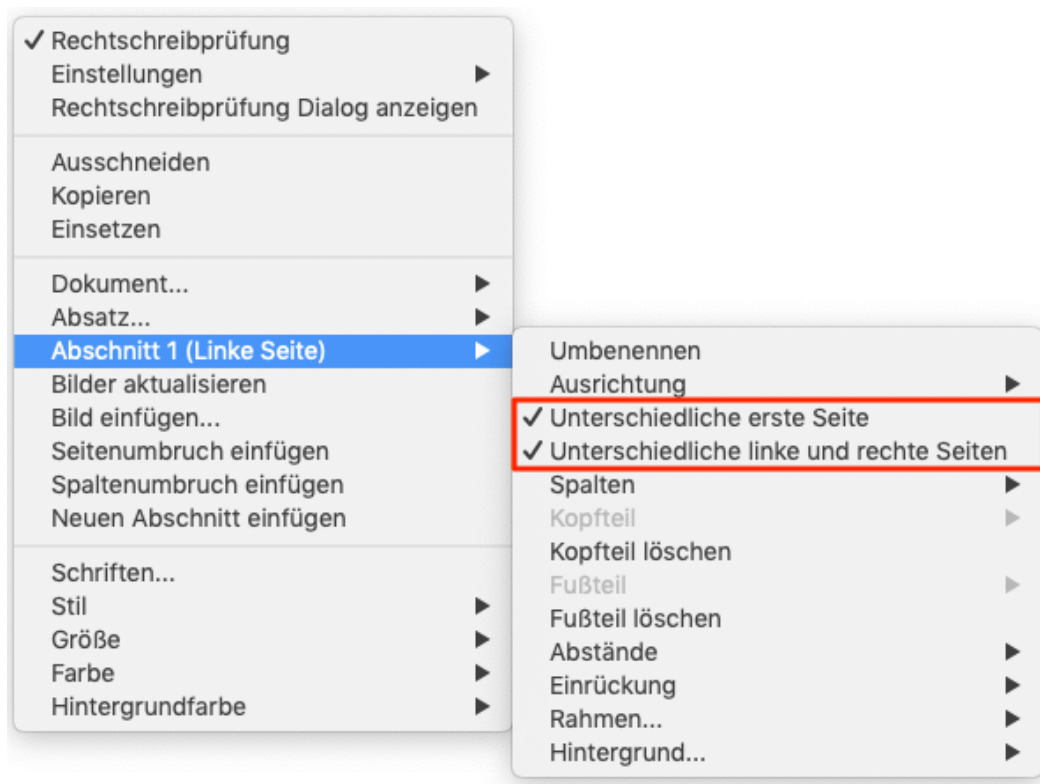 Rechtschreibprüfung
Einstellungen
Rechtschreibprüfung Dialog anzeigen
Ausschneiden
Kopieren
Einsetzen
Dokument...
Absatz...
Abschnitt 1 (Linke Seite)
Bilder aktualisieren
Bild einfügen...
Seitenumbruch einfügen
Spaltenumbruch einfügen
Neuen Abschnitt einfügen
Schriften...
Stil
Größe
Farbe
Hintergrundfarbe
Umbenennen
Ausrichtung
Unterschiedliche erste Seite
Unterschiedliche linke und rechte Seiten
Spalten
Kopfteil
Kopfteil löschen
Fußteil
Fußteil löschen
Abstände
Einrückung
Rahmen...
Hintergrund...